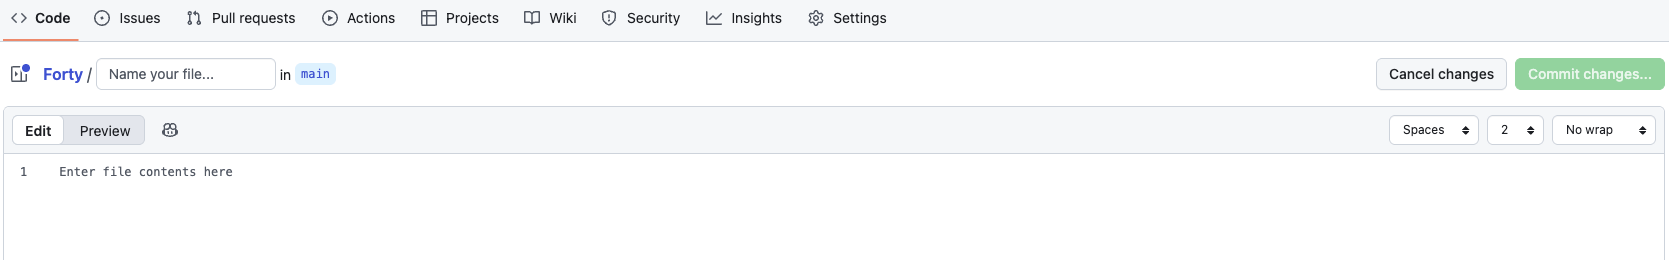 Code Issues Pull requests Actions Projects Wiki Security Insights Settings
Forty / Name your file... in main Cancel changes Commit changes...
Edit Preview Spaces 2 No wrap
1 Enter file contents here